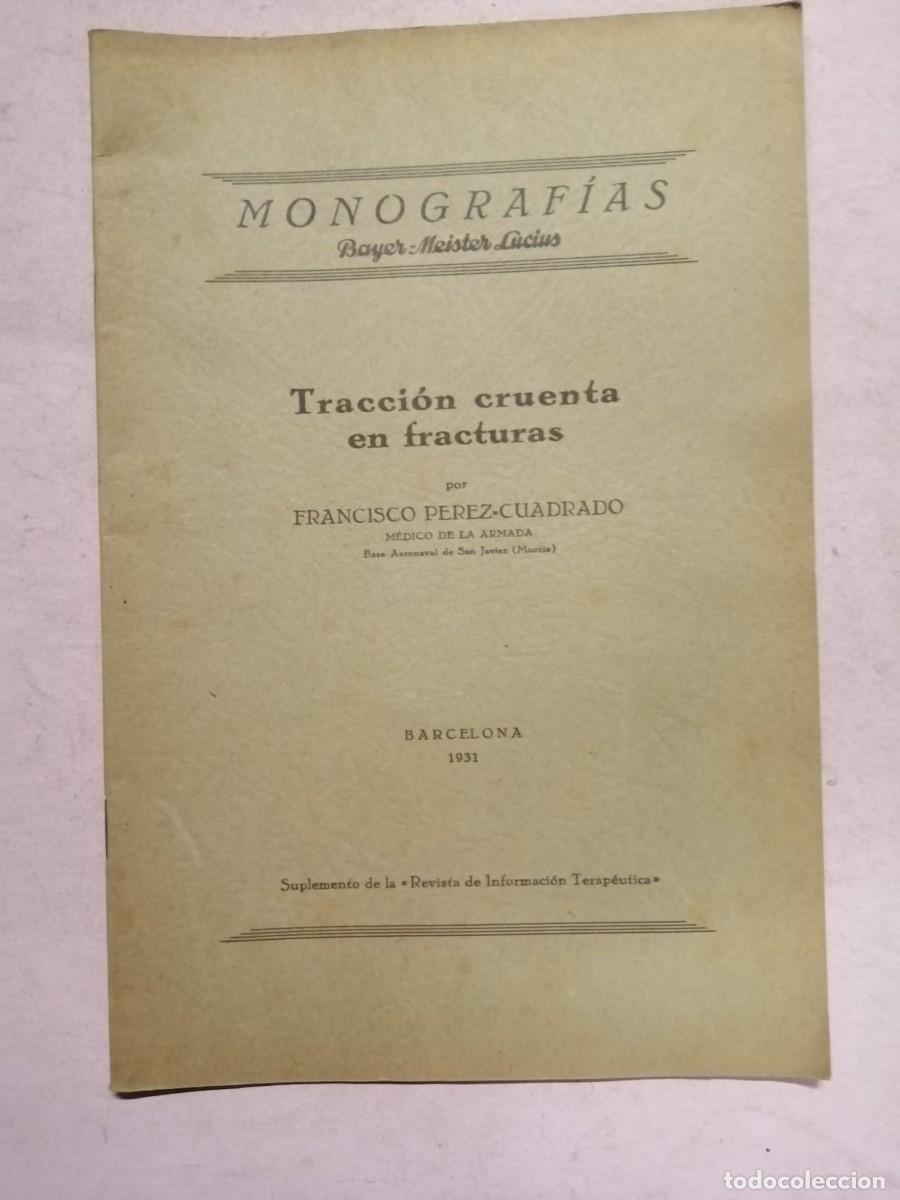 MONOGRAFÍAS
Bayer-Meister Lucius
Tracción cruenta
en fracturas
por
FRANCISCO PEREZ-CUADRADO
MÉDICO DE LA ARMADA
Base Aeronaval de San Javier (Murcia)
BARCELONA
1931
Suplemento de la «Revista de Información Terapéutica»
todocoleccion